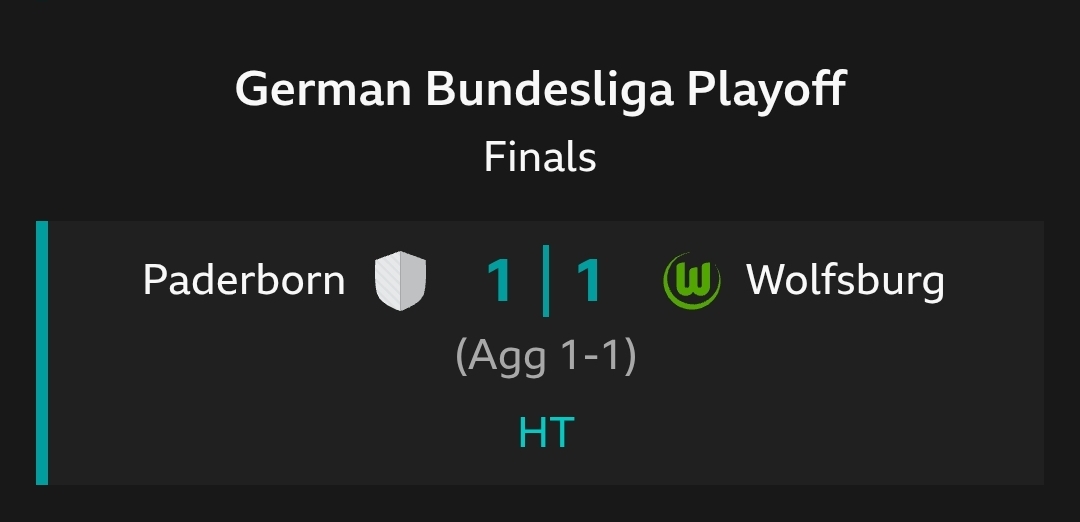 German Bundesliga Playoff
Finals
Paderborn 1 | 1 Wolfsburg
(Agg 1-1)
HT